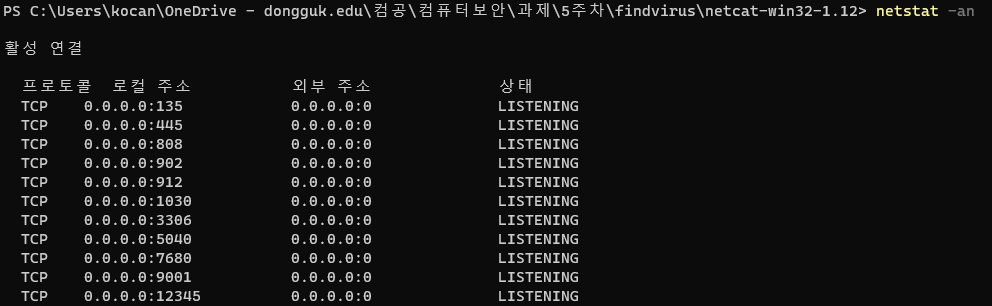 PS C:\Users\kocan\OneDrive - dongguk.edu\컴공\컴퓨터보안\과제\5주차\findvirus\netcat-win32-1.12> netstat -an
활성 연결
프로토콜 로컬 주소 외부 주소 상태
TCP 0.0.0.0:135 0.0.0.0:0 LISTENING
TCP 0.0.0.0:445 0.0.0.0:0 LISTENING
TCP 0.0.0.0:808 0.0.0.0:0 LISTENING
TCP 0.0.0.0:902 0.0.0.0:0 LISTENING
TCP 0.0.0.0:912 0.0.0.0:0 LISTENING
TCP 0.0.0.0:1030 0.0.0.0:0 LISTENING
TCP 0.0.0.0:3306 0.0.0.0:0 LISTENING
TCP 0.0.0.0:5040 0.0.0.0:0 LISTENING
TCP 0.0.0.0:7680 0.0.0.0:0 LISTENING
TCP 0.0.0.0:9001 0.0.0.0:0 LISTENING
TCP 0.0.0.0:12345 0.0.0.0:0 LISTENING